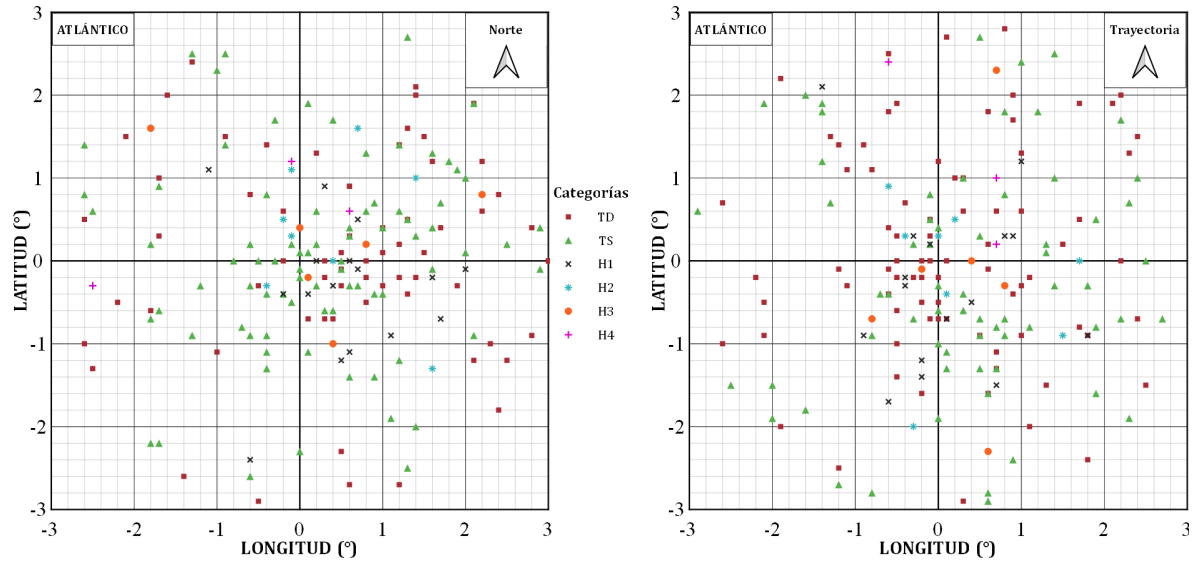 ATLÁNTICO
Norte
3
2
1
0
-1
-2
-3
-3
-2
-1
0
1
2
3
LATITUD (°)
LONGITUD (°)
Categorías
TD
TS
H1
H2
H3
H4
ATLÁNTICO
Trayectoria
3
2
1
0
-1
-2
-3
-3
-2
-1
0
1
2
3
LATITUD (°)
LONGITUD (°)